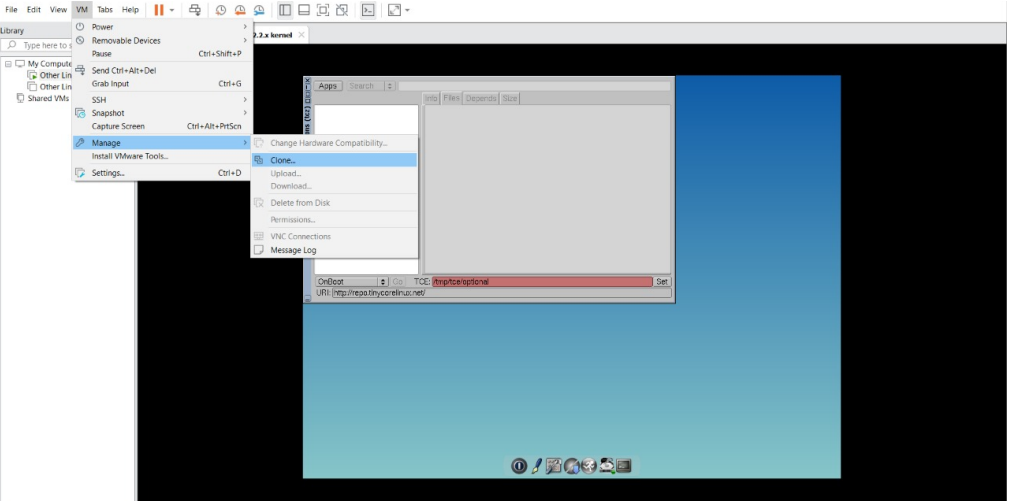 File Edit View VM Tabs Help
Library
2.2.x kernel
Type here to s
My Compute
Other Lin
Other Lin
Shared VMs
Power
Removable Devices
Pause Ctrl+Shift+P
Send Ctrl+Alt+Del
Grab Input Ctrl+G
SSH
Snapshot
Capture Screen Ctrl+Alt+PrtScn
Manage
Install VMware Tools...
Settings... Ctrl+D
Change Hardware Compatibility...
Clone...
Upload...
Download...
Delete from Disk
Permissions...
VNC Connections
Message Log
Apps Search
Info Files Depends Size
ms (tcz)
OnBoot Go TCE: /tmp/tce/optional Set
URI: http://repo.tinycorelinux.net/